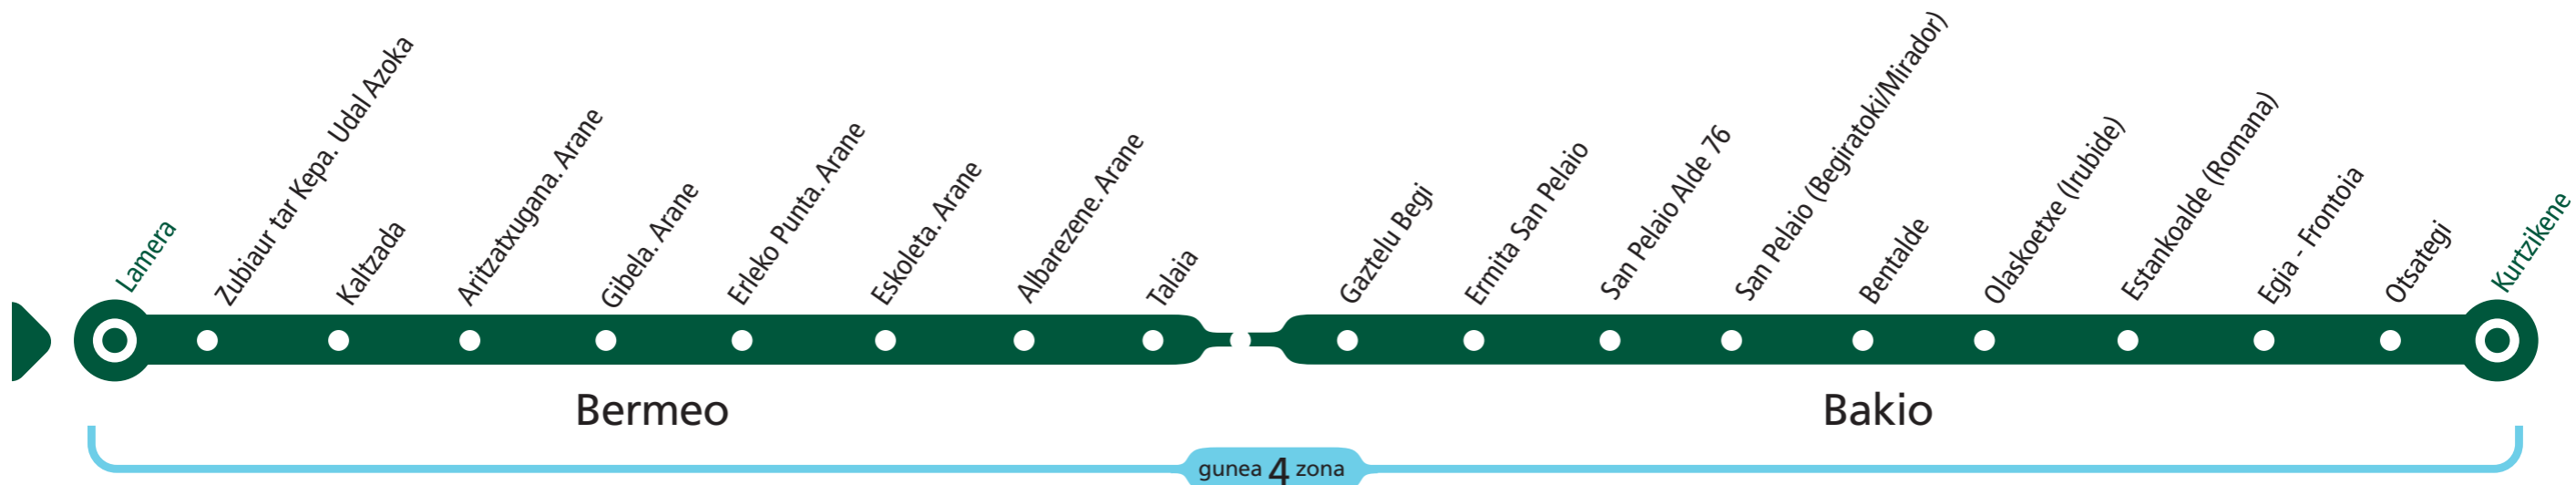 Lamera
Zubiaur tar Kepa. Udal Azoka
Kaltzada
Aritzatxugana. Arane
Gibela. Arane
Erleko Punta. Arane
Eskoleta. Arane
Albarezene. Arane
Talaia
Gaztelu Begi
Ermita San Pelaio
San Pelaio Alde 76
San Pelaio (Begiratoki/Mirador)
Bentalde
Olaskoetxe (Irubide)
Estankoalde (Romana)
Egia - Frontoia
Otsategi
Kurtzikene
Bermeo
Bakio
gunea 4 zona